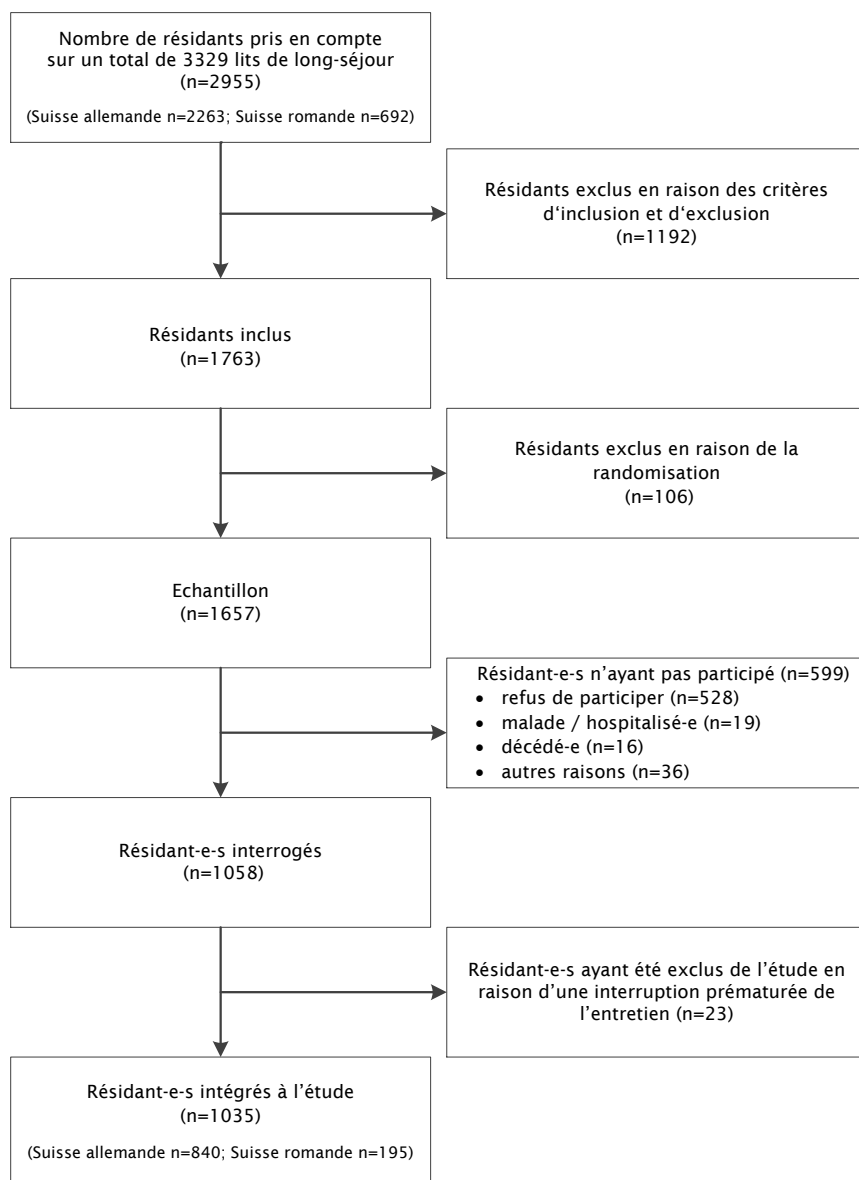 Nombre de résidants pris en compte
sur un total de 3329 lits de long-séjour
(n=2955)
(Suisse allemande n=2263; Suisse romande n=692)
Résidants exclus en raison des critères
d‘inclusion et d‘exclusion
(n=1192)
Résidants inclus
(n=1763)
Résidants exclus en raison de la
randomisation
(n=106)
Echantillon
(n=1657)
Résidant-e-s n’ayant pas participé (n=599)
• refus de participer (n=528)
• malade / hospitalisé-e (n=19)
• décédé-e (n=16)
• autres raisons (n=36)
Résidant-e-s interrogés
(n=1058)
Résidant-e-s ayant été exclus de l’étude en
raison d’une interruption prématurée de
l’entretien (n=23)
Résidant-e-s intégrés à l’étude
(n=1035)
(Suisse allemande n=840; Suisse romande n=195)